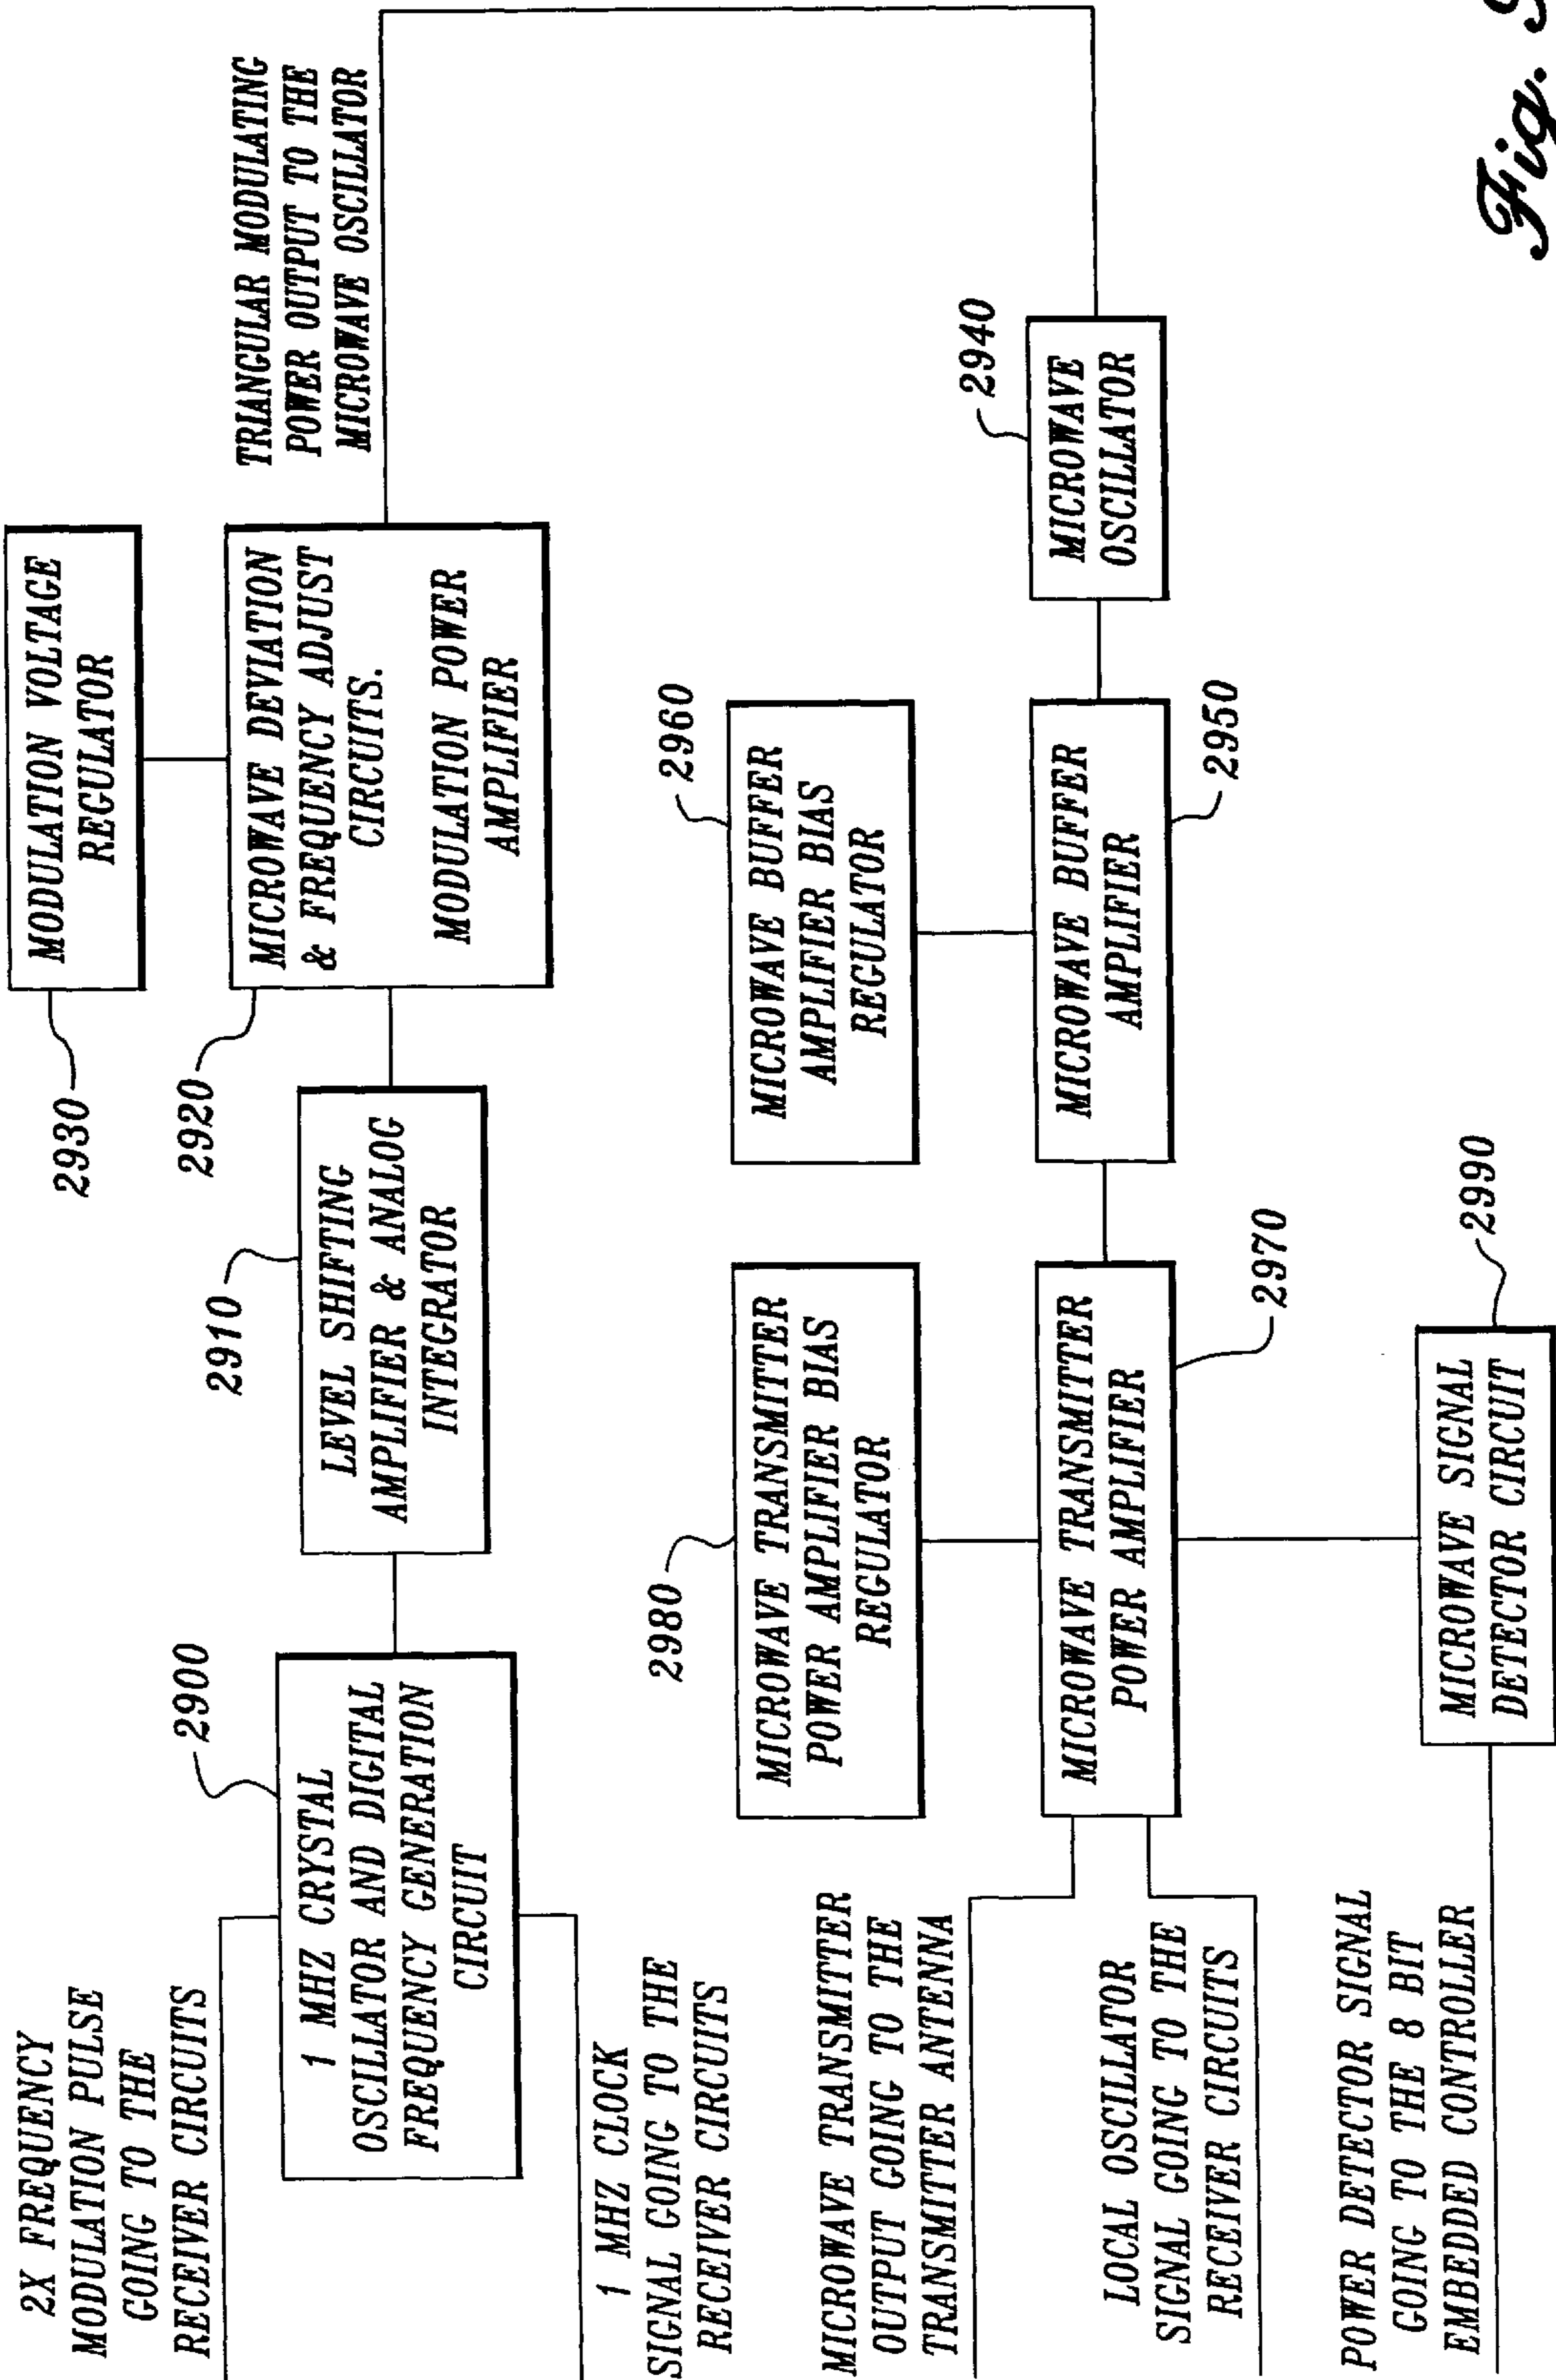 2X FREQUENCY
MODULATION PULSE
GOING TO THE
RECEIVER CIRCUITS
2900
1 MHZ CRYSTAL
OSCILLATOR AND DIGITAL
FREQUENCY GENERATION
CIRCUIT
1 MHZ CLOCK
SIGNAL GOING TO THE
RECEIVER CIRCUITS
2910
LEVEL SHIFTING
AMPLIFIER & ANALOG
INTEGRATOR
2930
MODULATION VOLTAGE
REGULATOR
2920
MICROWAVE DEVIATION
& FREQUENCY ADJUST
CIRCUITS.
MODULATION POWER
AMPLIFIER
TRIANGULAR MODULATING
POWER OUTPUT TO THE
MICROWAVE OSCILLATOR
2980
MICROWAVE TRANSMITTER
POWER AMPLIFIER BIAS
REGULATOR
2960
MICROWAVE BUFFER
AMPLIFIER BIAS
REGULATOR
2940
MICROWAVE
OSCILLATOR
MICROWAVE BUFFER
AMPLIFIER
2950
MICROWAVE TRANSMITTER
POWER AMPLIFIER
2970
MICROWAVE TRANSMITTER
OUTPUT GOING TO THE
TRANSMITTER ANTENNA
LOCAL OSCILLATOR
SIGNAL GOING TO THE
RECEIVER CIRCUITS
POWER DETECTOR SIGNAL
GOING TO THE 8 BIT
EMBEDDED CONTROLLER
MICROWAVE SIGNAL
DETECTOR CIRCUIT
2990
Fig.